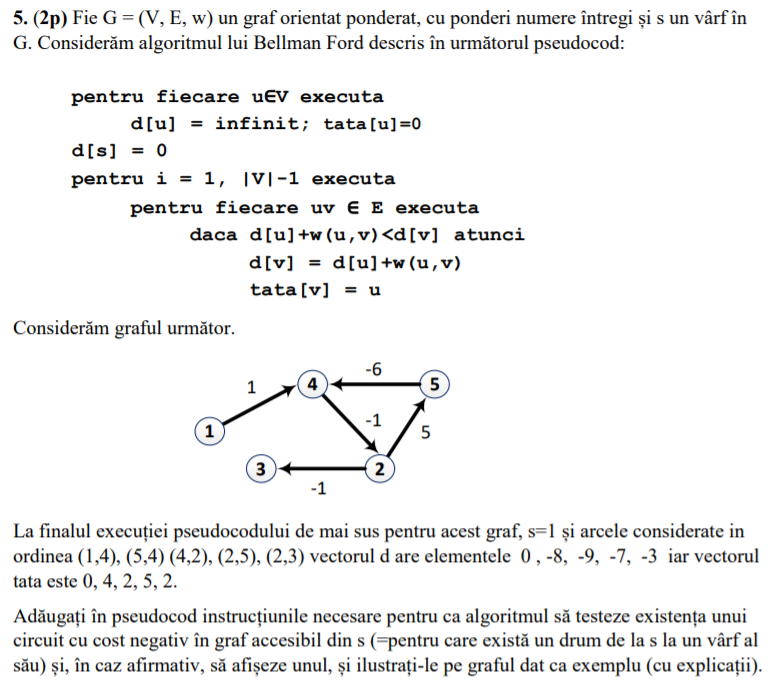 5. (2p) Fie G = (V, E, w) un graf orientat ponderat, cu ponderi numere întregi și s un vârf în
G. Considerăm algoritmul lui Bellman Ford descris în următorul pseudocod:
pentru fiecare u∈V executa
d[u] = infinit; tata[u]=0
d[s] = 0
pentru i = 1, |V|-1 executa
pentru fiecare uv ∈ E executa
daca d[u]+w(u,v)<d[v] atunci
d[v] = d[u]+w(u,v)
tata[v] = u
Considerăm graful următor.
-6
1 4 5
-1
1 5
3 2
-1
La finalul execuției pseudocodului de mai sus pentru acest graf, s=1 și arcele considerate in
ordinea (1,4), (5,4) (4,2), (2,5), (2,3) vectorul d are elementele 0 , -8, -9, -7, -3 iar vectorul
tata este 0, 4, 2, 5, 2.
Adăugați în pseudocod instrucțiunile necesare pentru ca algoritmul să testeze existența unui
circuit cu cost negativ în graf accesibil din s (=pentru care există un drum de la s la un vârf al
său) și, în caz afirmativ, să afișeze unul, și ilustrați-le pe graful dat ca exemplu (cu explicații).